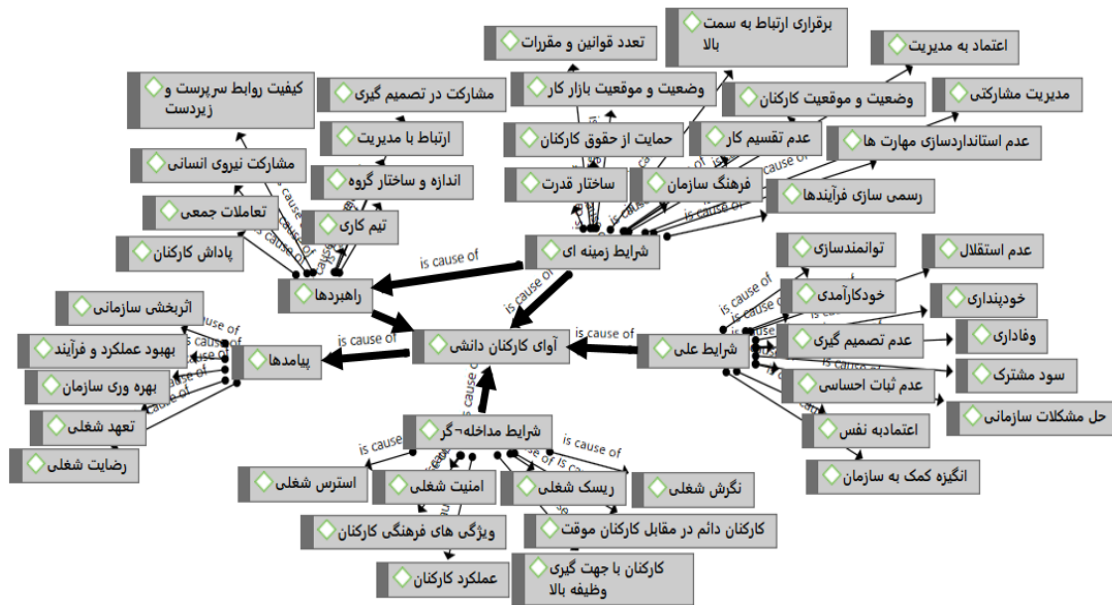 برقراری ارتباط به سمت
بالا
تعدد قوانین و مقررات
اعتماد به مدیریت
کیفیت روابط سرپرست و
زیردست
مشارکت در تصمیم گیری
وضعیت و موقعیت بازار کار
وضعیت و موقعیت کارکنان
مدیریت مشارکتی
ارتباط با مدیریت
حمایت از حقوق کارکنان
عدم تقسیم کار
عدم استانداردسازی مهارت ها
مشارکت نیروی انسانی
اندازه و ساختار گروه
ساختار قدرت
فرهنگ سازمان
رسمی سازی فرآیندها
تعاملات جمعی
تیم کاری
پاداش کارکنان
شرایط زمینه ای
توانمندسازی
عدم استقلال
is cause of
is cause of
راهبردها
خودکارآمدی
خودپنداری
اثربخشی سازمانی
عدم تصمیم گیری
وفاداری
بهبود عملکرد و فرآیند
پیامدها
is cause of
آوای کارکنان دانشی
is cause of
شرایط علی
سود مشترک
بهره وری سازمان
عدم ثبات احساسی
حل مشکلات سازمانی
تعهد شغلی
شرایط مداخله¬گر
اعتمادبه نفس
رضایت شغلی
is cause of
is cause of
انگیزه کمک به سازمان
استرس شغلی
امنیت شغلی
ریسک شغلی
نگرش شغلی
ویژگی های فرهنگی کارکنان
کارکنان دائم در مقابل کارکنان موقت
عملکرد کارکنان
کارکنان با جهت گیری
وظیفه بالا